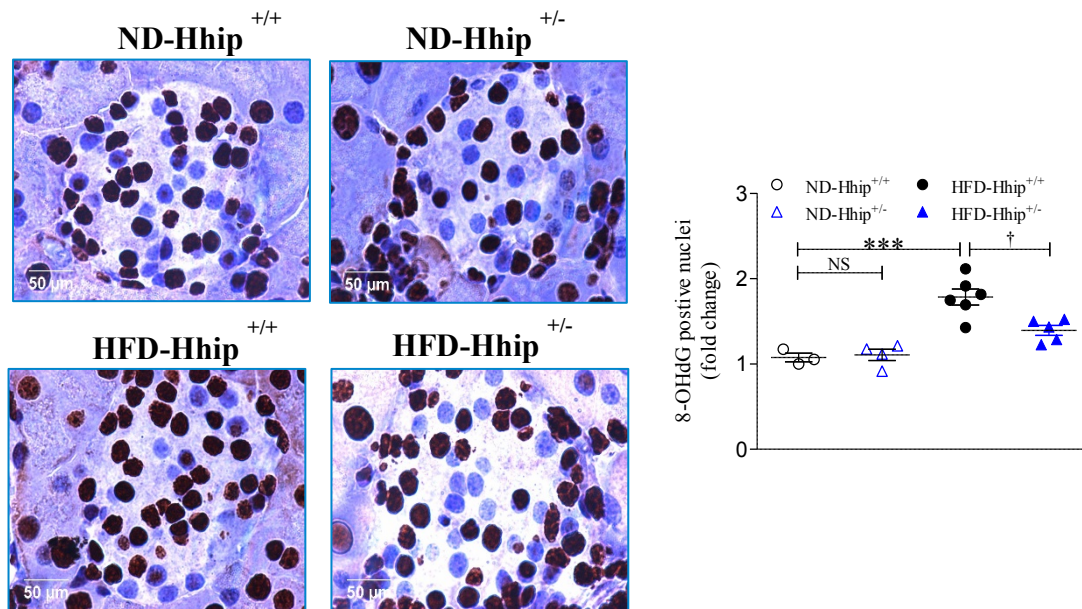 ND-Hhip+/+
ND-Hhip+/-
50 µm
50 µm
HFD-Hhip+/+
HFD-Hhip+/-
50 µm
50 µm
8-OHdG postive nuclei
(fold change)
ND-Hhip+/+
HFD-Hhip+/+
ND-Hhip+/-
HFD-Hhip+/-
3
2
1
0
***
†
NS